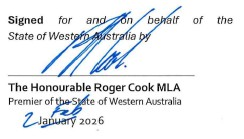 Signed for and on behalf of the
State of Western Australia by
The Honourable Roger Cook MLA
Premier of the State of Western Australia
Feb
2 January 2026